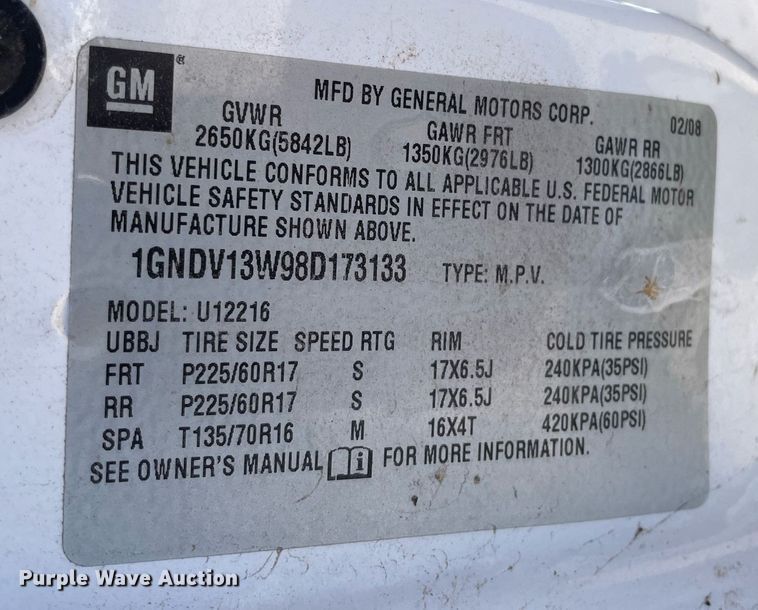 GM®
MFD BY GENERAL MOTORS CORP. 02/08
GVWR GAWR FRT GAWR RR
2650KG(5842LB) 1350KG(2976LB) 1300KG(2866LB)
THIS VEHICLE CONFORMS TO ALL APPLICABLE U.S. FEDERAL MOTOR
VEHICLE SAFETY STANDARDS IN EFFECT ON THE DATE OF
MANUFACTURE SHOWN ABOVE.
1GNDV13W98D173133 TYPE: M.P.V.
MODEL: U12216
UBBJ TIRE SIZE SPEED RTG RIM COLD TIRE PRESSURE
FRT P225/60R17 S 17X6.5J 240KPA(35PSI)
RR P225/60R17 S 17X6.5J 240KPA(35PSI)
SPA T135/70R16 M 16X4T 420KPA(60PSI)
SEE OWNER'S MANUAL i FOR MORE INFORMATION.
Purple Wave Auction